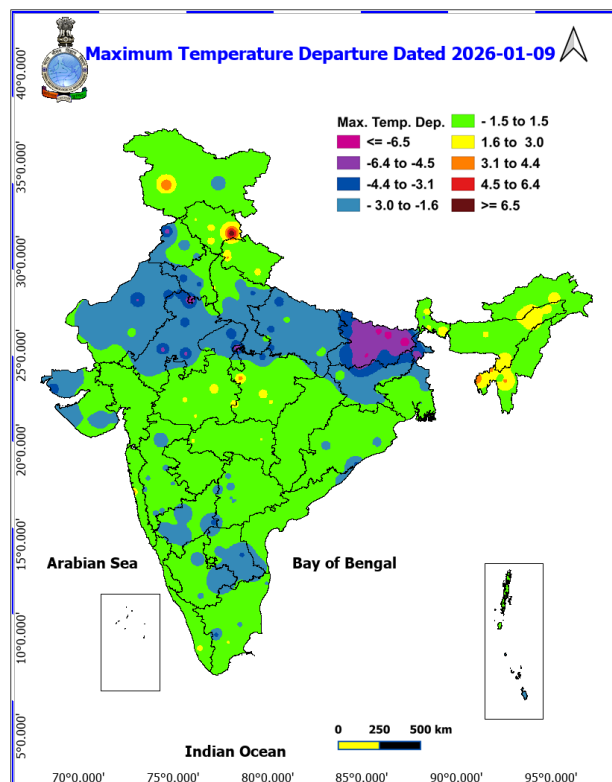 Maximum Temperature Departure Dated 2026-01-09
40°0.000'
35°0.000'
30°0.000'
25°0.000'
20°0.000'
15°0.000'
10°0.000'
5°0.000'
Max. Temp. Dep.
<= -6.5
-6.4 to -4.5
-4.4 to -3.1
- 3.0 to -1.6
- 1.5 to 1.5
1.6 to 3.0
3.1 to 4.4
4.5 to 6.4
>= 6.5
Arabian Sea
Bay of Bengal
Indian Ocean
0 250 500 km
70°0.000' 75°0.000' 80°0.000' 85°0.000' 90°0.000' 95°0.000'